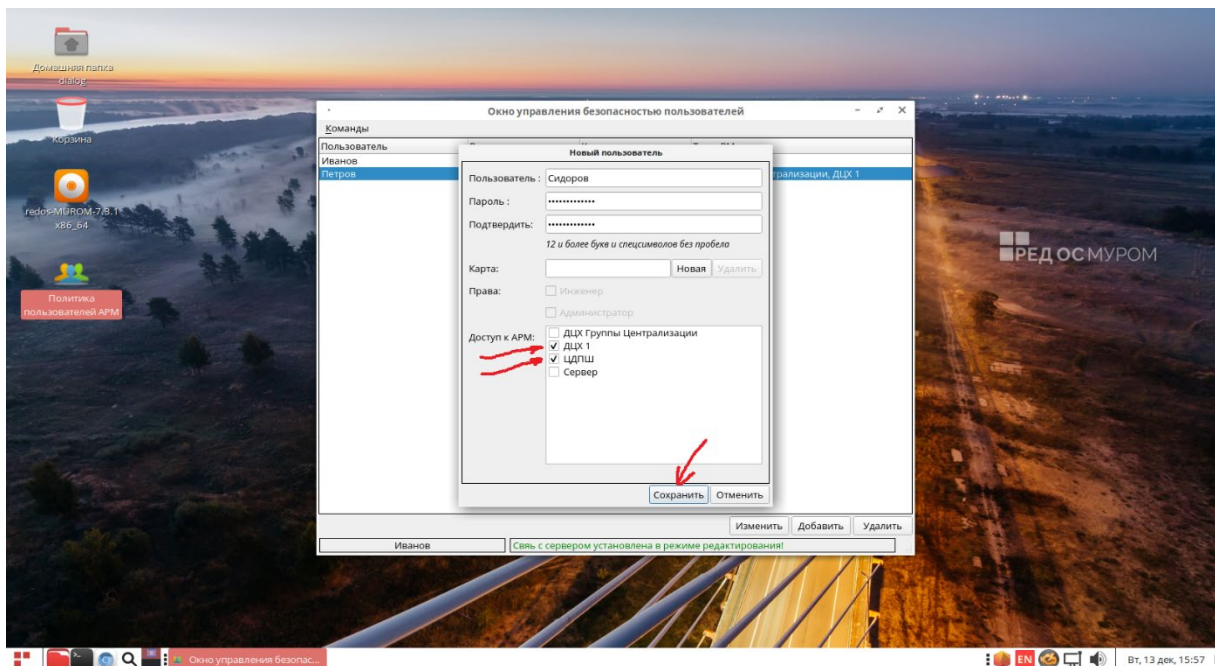 Домашняя папка
dialog
Корзина
redos-MUROM-7.3.1
x86_64
Политика
пользователей АРМ
РЕД ОС МУРОМ
Окно управления безопасностью пользователей
Команды
Пользователь
Иванов
Петров
трализации, ДЦХ 1
Новый пользователь
Пользователь : Сидоров
Пароль : •••••••••••••
Подтвердить: •••••••••••••
12 и более букв и спецсимволов без пробела
Карта: Новая Удалить
Права: Инженер
Администратор
Доступ к АРМ: ДЦХ Группы Централизации
ДЦХ 1
ЦДПШ
Сервер
Сохранить Отменить
Изменить Добавить Удалить
Иванов Свяь с сервером установлена в режиме редактирования!
Окно управления безопас...
EN
Вт, 13 дек, 15:57